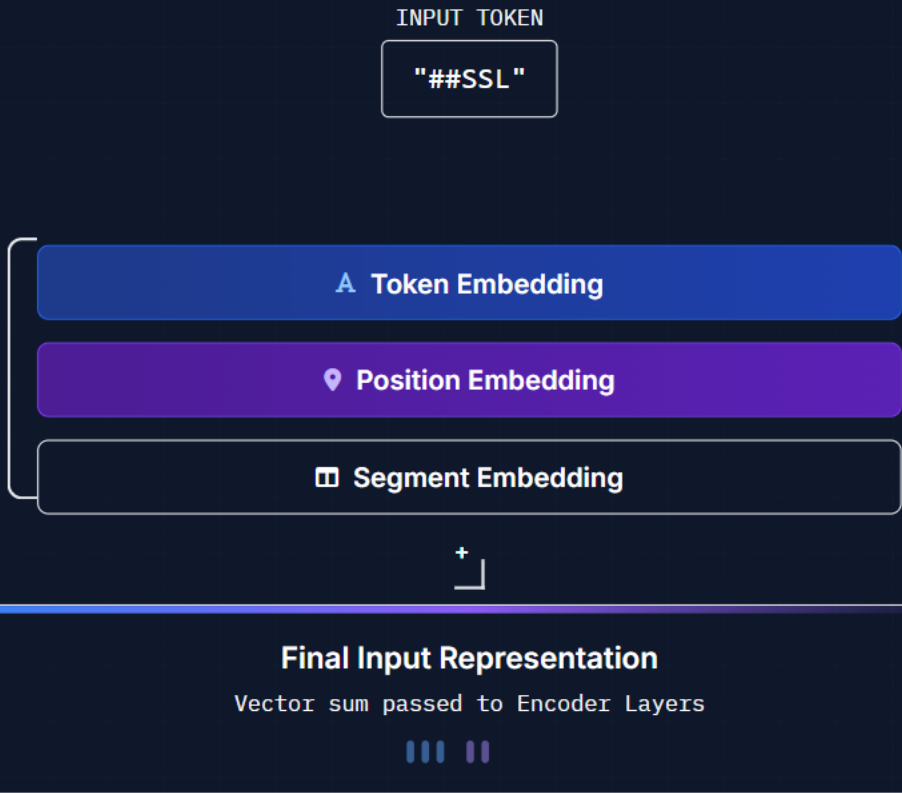 INPUT TOKEN
"##SSL"
A Token Embedding
Position Embedding
Segment Embedding
+
Final Input Representation
Vector sum passed to Encoder Layers